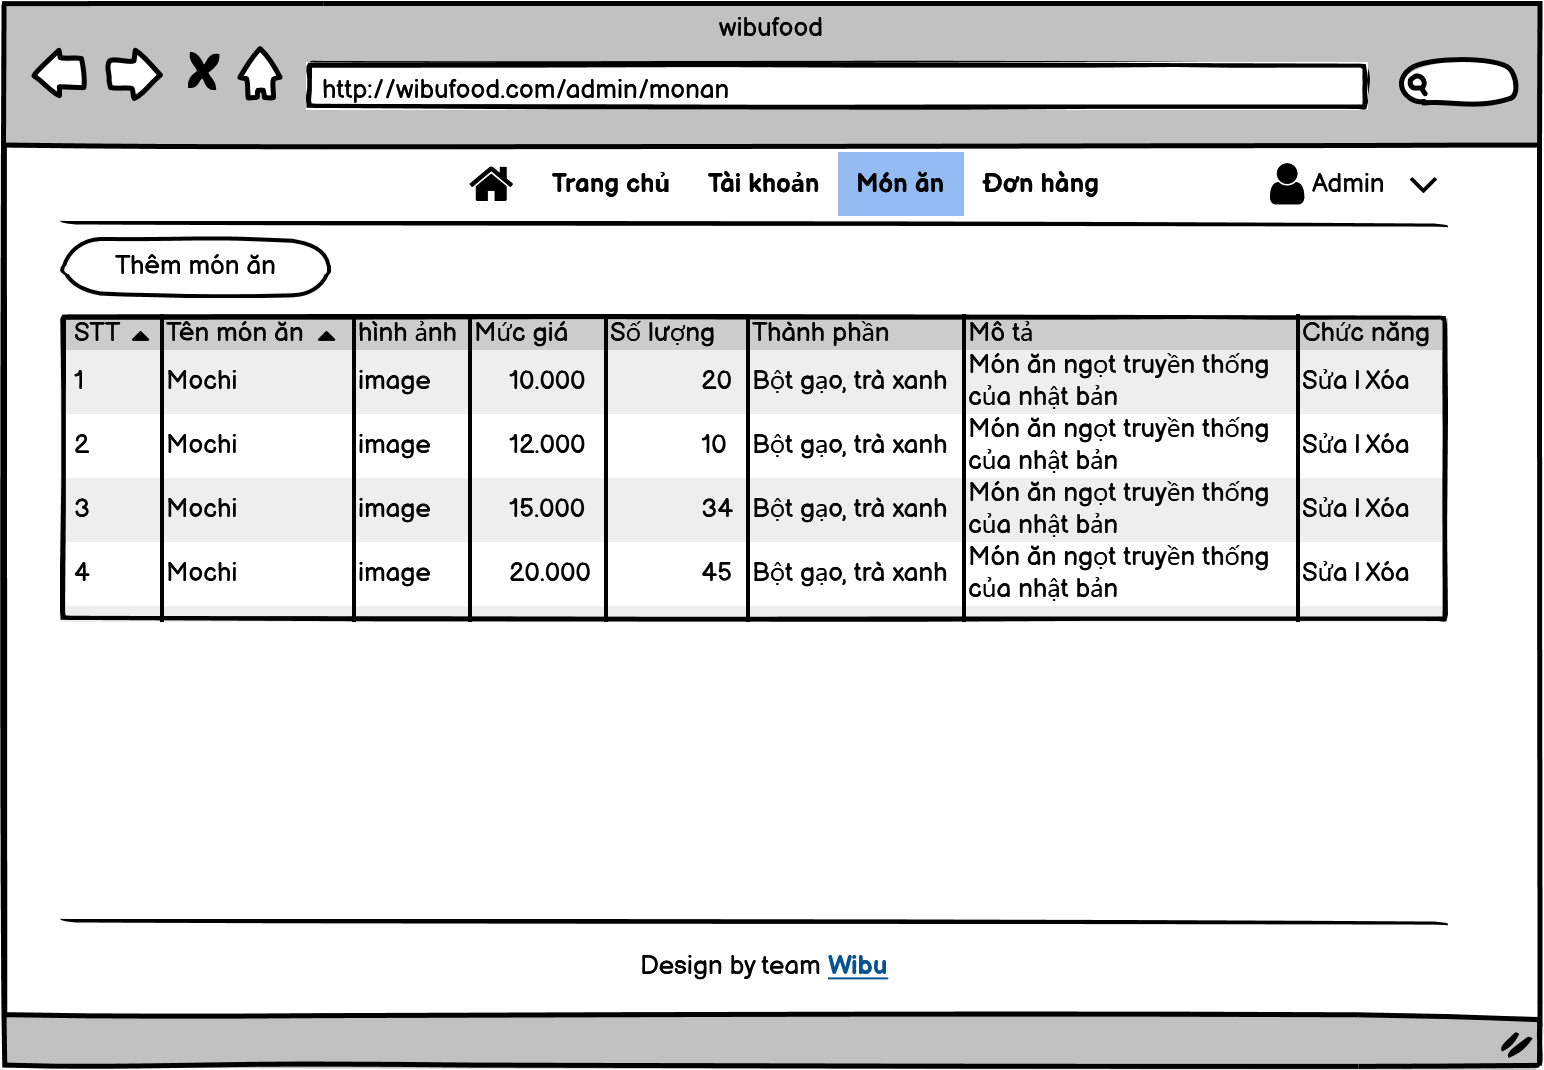 wibufood
http://wibufood.com/admin/monan
Trang chủ Tài khoản Món ăn Đơn hàng Admin
Thêm món ăn
STT Tên món ăn hình ảnh Mức giá Số lượng Thành phần Mô tả Chức năng
1 Mochi image 10.000 20 Bột gạo, trà xanh Món ăn ngọt truyền thống của nhật bản Sửa | Xóa
2 Mochi image 12.000 10 Bột gạo, trà xanh Món ăn ngọt truyền thống của nhật bản Sửa | Xóa
3 Mochi image 15.000 34 Bột gạo, trà xanh Món ăn ngọt truyền thống của nhật bản Sửa | Xóa
4 Mochi image 20.000 45 Bột gạo, trà xanh Món ăn ngọt truyền thống của nhật bản Sửa | Xóa
Design by team Wibu